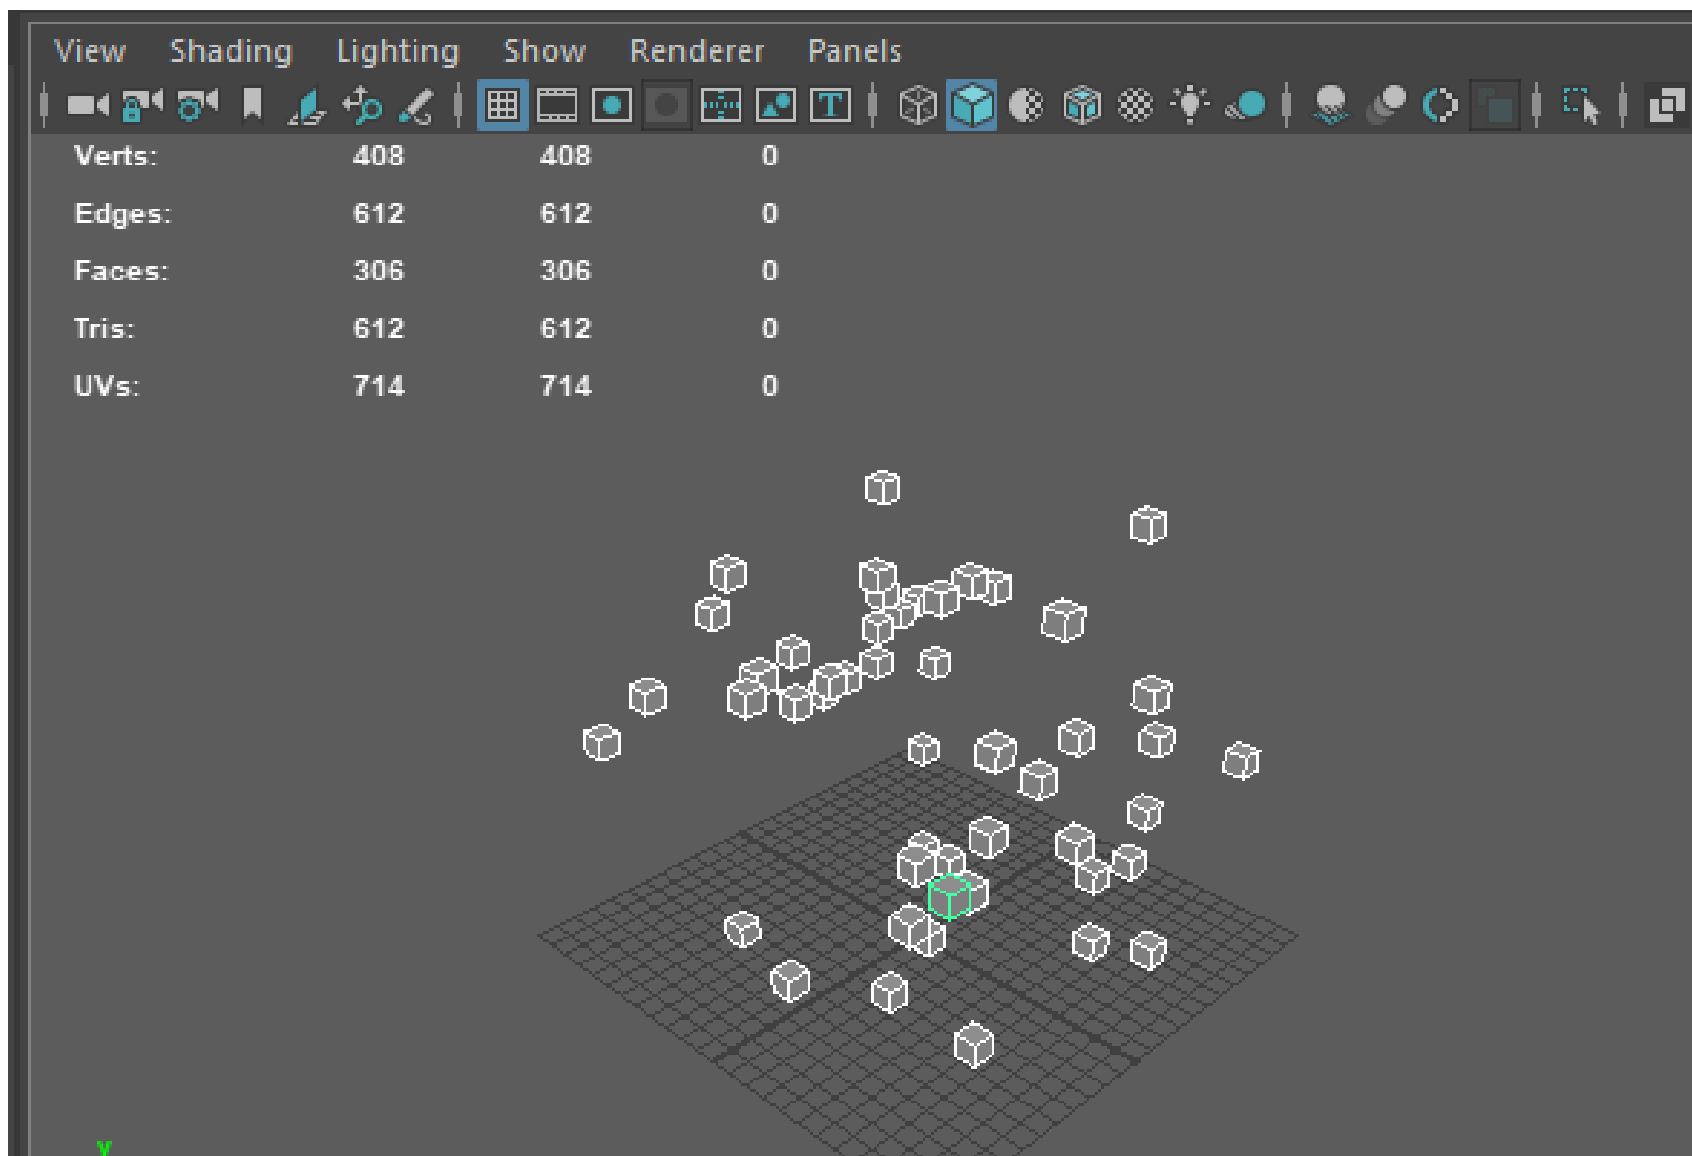 View Shading Lighting Show Renderer Panels
T
Verts: 408 408 0
Edges: 612 612 0
Faces: 306 306 0
Tris: 612 612 0
UVs: 714 714 0
y